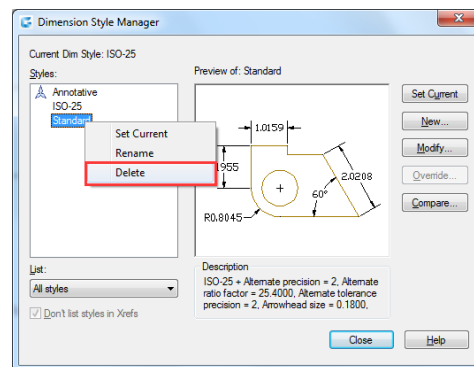 Dimension Style Manager
Current Dim Style: ISO-25
Styles:
Annotative
ISO-25
Standard
Set Current
Rename
Delete
Preview of: Standard
1.0159
1955
2.0208
60°
R0.8045
Set Current
New...
Modify...
Override...
Compare...
List:
All styles
Don't list styles in Xrefs
Description
ISO-25 + Alternate precision = 2, Alternate
ratio factor = 25.4000, Alternate tolerance
precision = 2, Arrowhead size = 0.1800,
Close
Help